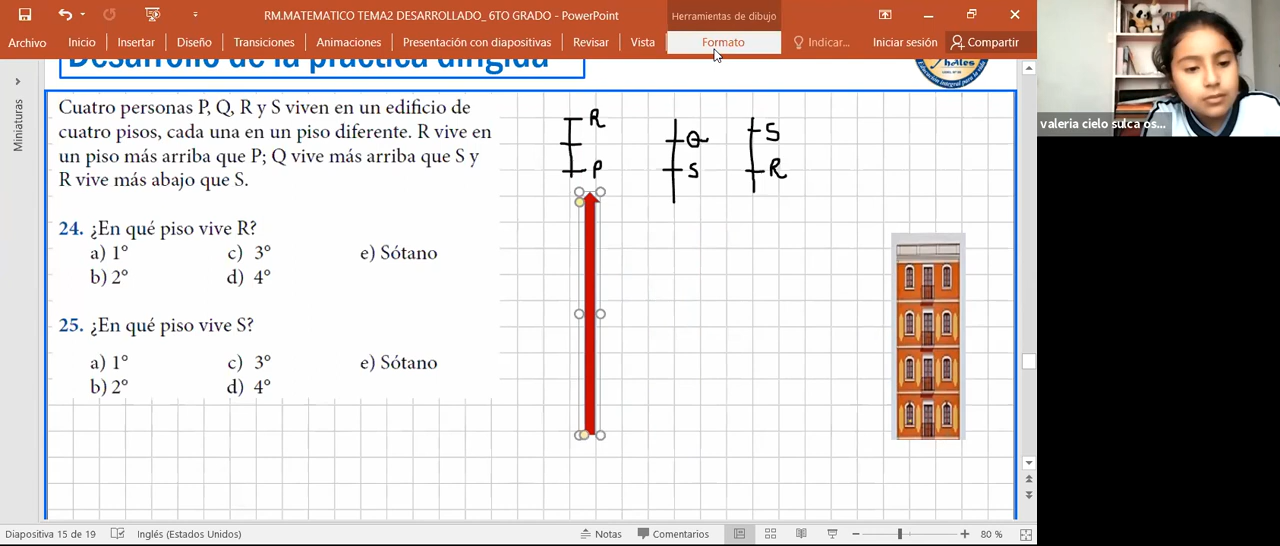 RM.MATEMATICO TEMA2 DESARROLLADO_ 6TO GRADO - PowerPoint
Herramientas de dibujo
Archivo Inicio Insertar Diseño Transiciones Animaciones Presentación con diapositivas Revisar Vista Formato Indicar... Iniciar sesión Compartir
Miniaturas
Desarrollo de la práctica dirigida
Cuatro personas P, Q, R y S viven en un edificio de
cuatro pisos, cada una en un piso diferente. R vive en
un piso más arriba que P; Q vive más arriba que S y
R vive más abajo que S.
24. ¿En qué piso vive R?
a) 1° c) 3° e) Sótano
b) 2° d) 4°
25. ¿En qué piso vive S?
a) 1° c) 3° e) Sótano
b) 2° d) 4°
R
P
Q
S
S
R
valeria cielo sulca os...
Diapositiva 15 de 19 Inglés (Estados Unidos) Notas Comentarios 80 %